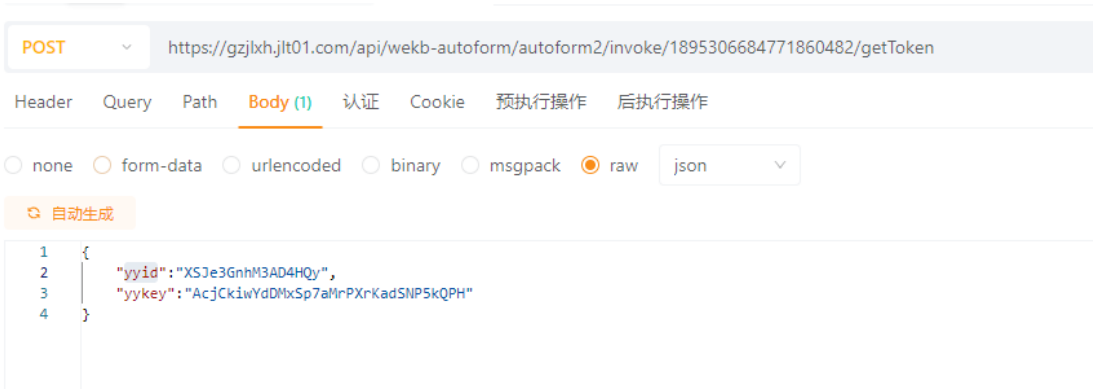 POST https://gzjlxh.jlt01.com/api/wekb-autoform/autoform2/invoke/1895306684771860482/getToken
Header Query Path Body (1) 认证 Cookie 预执行操作 后执行操作
none form-data urlencoded binary msgpack raw json
自动生成
1 {
2 "yyid":"XSJe3GnhM3AD4HQy",
3 "yykey":"AcjCkiwYdDMxSp7aMrPXrKadSNP5kQPH"
4 }